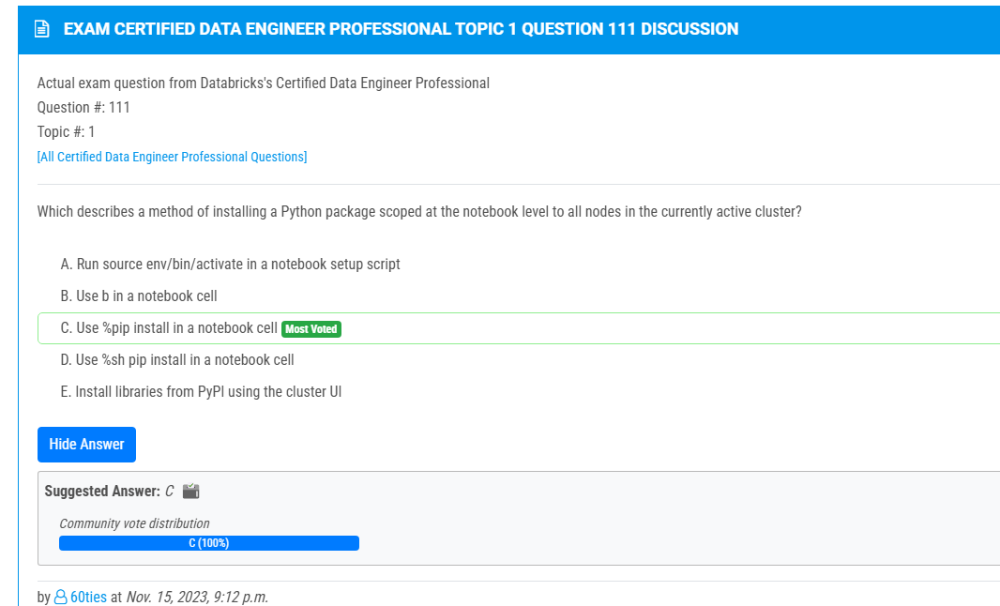 EXAM CERTIFIED DATA ENGINEER PROFESSIONAL TOPIC 1 QUESTION 111 DISCUSSION
Actual exam question from Databricks's Certified Data Engineer Professional
Question #: 111
Topic #: 1
[All Certified Data Engineer Professional Questions]
Which describes a method of installing a Python package scoped at the notebook level to all nodes in the currently active cluster?
A. Run source env/bin/activate in a notebook setup script
B. Use b in a notebook cell
C. Use %pip install in a notebook cell Most Voted
D. Use %sh pip install in a notebook cell
E. Install libraries from PyPI using the cluster UI
Hide Answer
Suggested Answer: C
Community vote distribution
C (100%)
by 60ties at Nov. 15, 2023, 9:12 p.m.